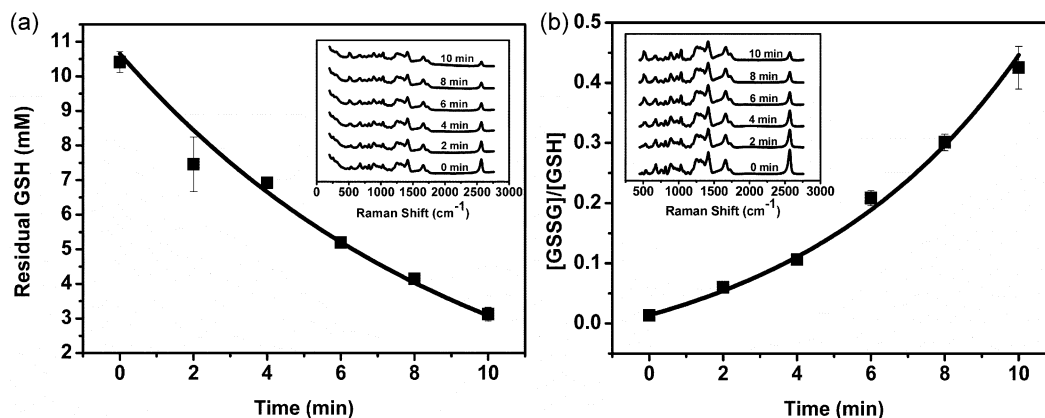 (a)
Residual GSH (mM)
11
10
9
8
7
6
5
4
3
2
0 2 4 6 8 10
Time (min)
10 min
8 min
6 min
4 min
2 min
0 min
0 500 1000 1500 2000 2500 3000
Raman Shift (cm⁻¹)
(b)
[GSSG]/[GSH]
0.5
0.4
0.3
0.2
0.1
0.0
0 2 4 6 8 10
Time (min)
10 min
8 min
6 min
4 min
2 min
0 min
500 1000 1500 2000 2500 3000
Raman Shift (cm⁻¹)